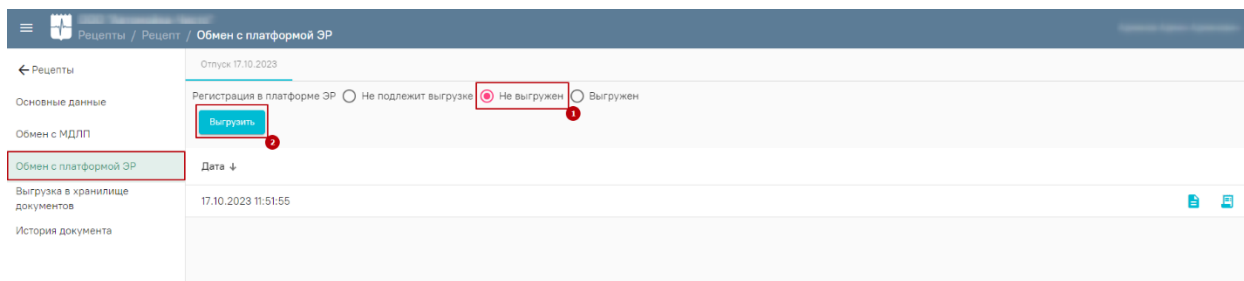 Рецепты / Рецепт / Обмен с платформой ЭР
← Рецепты
Основные данные
Обмен с МДЛП
Обмен с платформой ЭР
Выгрузка в хранилище
документов
История документа
Отпуск 17.10.2023
Регистрация в платформе ЭР Не подлежит выгрузке Не выгружен Выгружен
1
Выгрузить
2
Дата ↓
17.10.2023 11:51:55